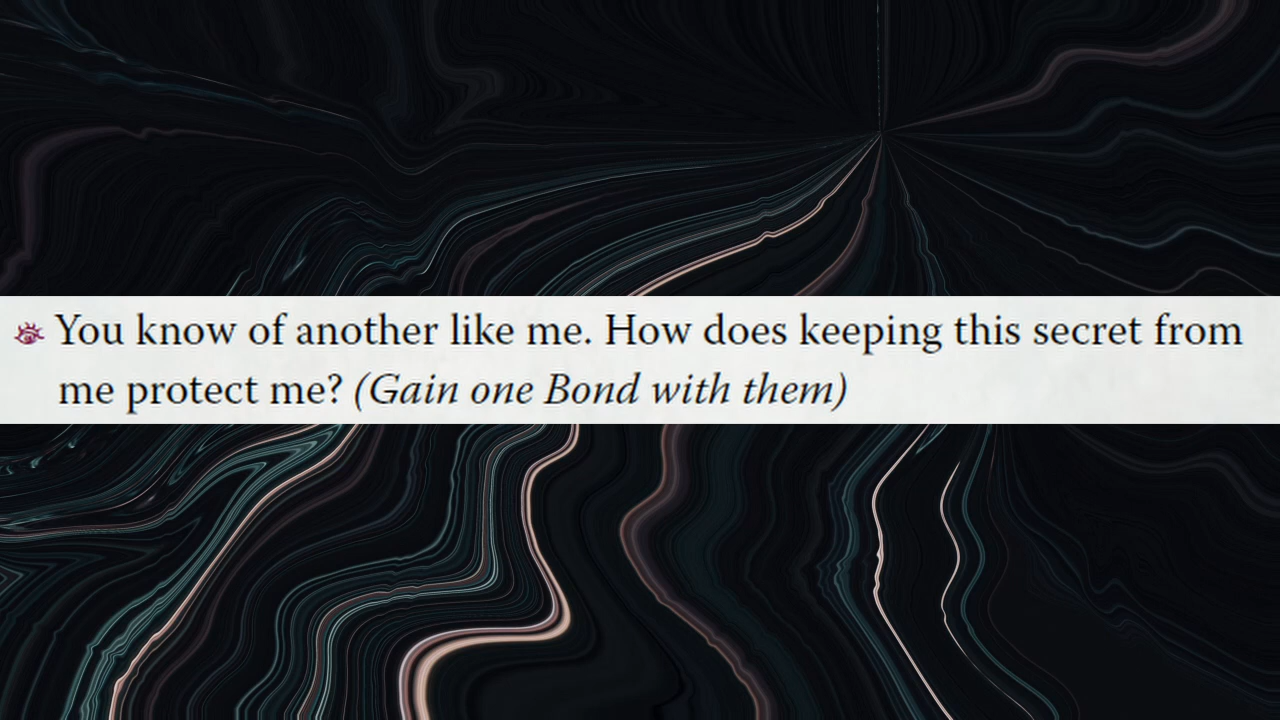 You know of another like me. How does keeping this secret from
me protect me? (Gain one Bond with them)